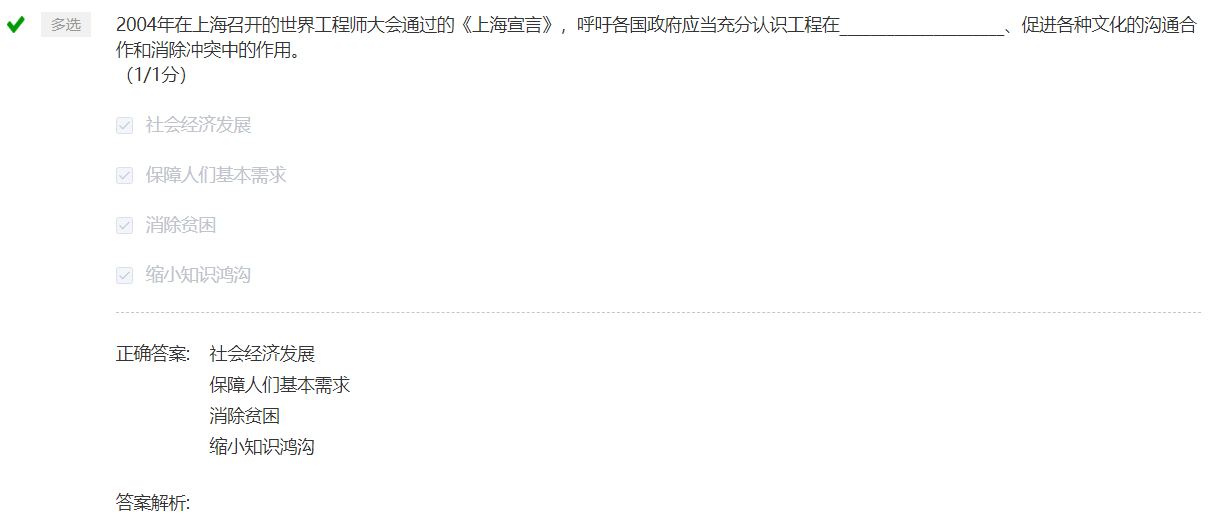 多选
2004年在上海召开的世界工程师大会通过的《上海宣言》，呼吁各国政府应当充分认识工程在____________________、促进各种文化的沟通合
作和消除冲突中的作用。
（1/1分）
社会经济发展
保障人们基本需求
消除贫困
缩小知识鸿沟
正确答案: 社会经济发展
保障人们基本需求
消除贫困
缩小知识鸿沟
答案解析: